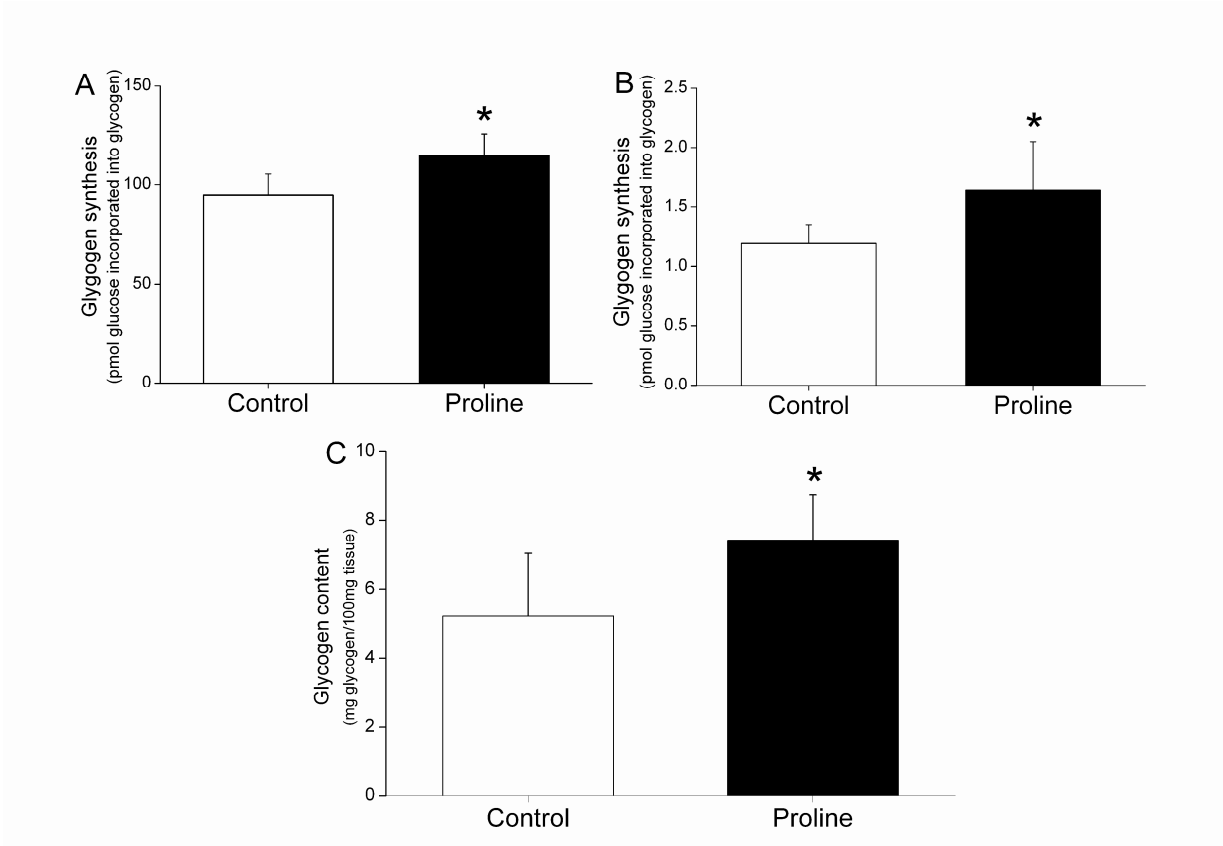 A
Glygogen synthesis
(pmol glucose incorporated into glycogen)
150
100
50
0
*
Control
Proline
B
Glygogen synthesis
(pmol glucose incorporated into glycogen)
2.5
2.0
1.5
1.0
0.5
0.0
*
Control
Proline
C
Glycogen content
(mg glycogen/100mg tissue)
10
8
6
4
2
0
*
Control
Proline